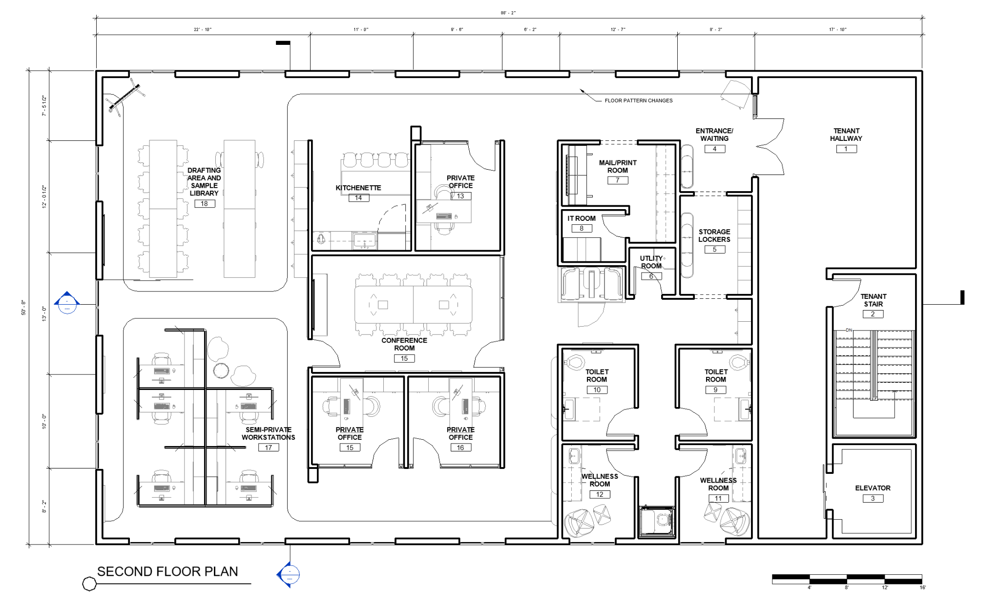 88' - 2"
22' - 10"
11' - 0"
9' - 6"
6' - 2"
12' - 7"
8' - 3"
17' - 10"
50' - 8"
7' - 5 1/2"
12' - 0 1/2"
13' - 0"
10' - 0"
8' - 2"
FLOOR PATTERN CHANGES
ENTRANCE/
WAITING
4
TENANT
HALLWAY
1
DRAFTING
AREA AND
SAMPLE
LIBRARY
18
KITCHENETTE
14
PRIVATE
OFFICE
13
MAIL/PRINT
ROOM
7
IT ROOM
8
STORAGE
LOCKERS
5
UTLITY
ROOM
6
TENANT
STAIR
2
DN
CONFERENCE
ROOM
15
TOILET
ROOM
10
TOILET
ROOM
9
SEMI-PRIVATE
WORKSTATIONS
17
PRIVATE
OFFICE
15
PRIVATE
OFFICE
16
WELLNESS
ROOM
12
WELLNESS
ROOM
11
ELEVATOR
3
SECOND FLOOR PLAN
4'
8'
12'
16'